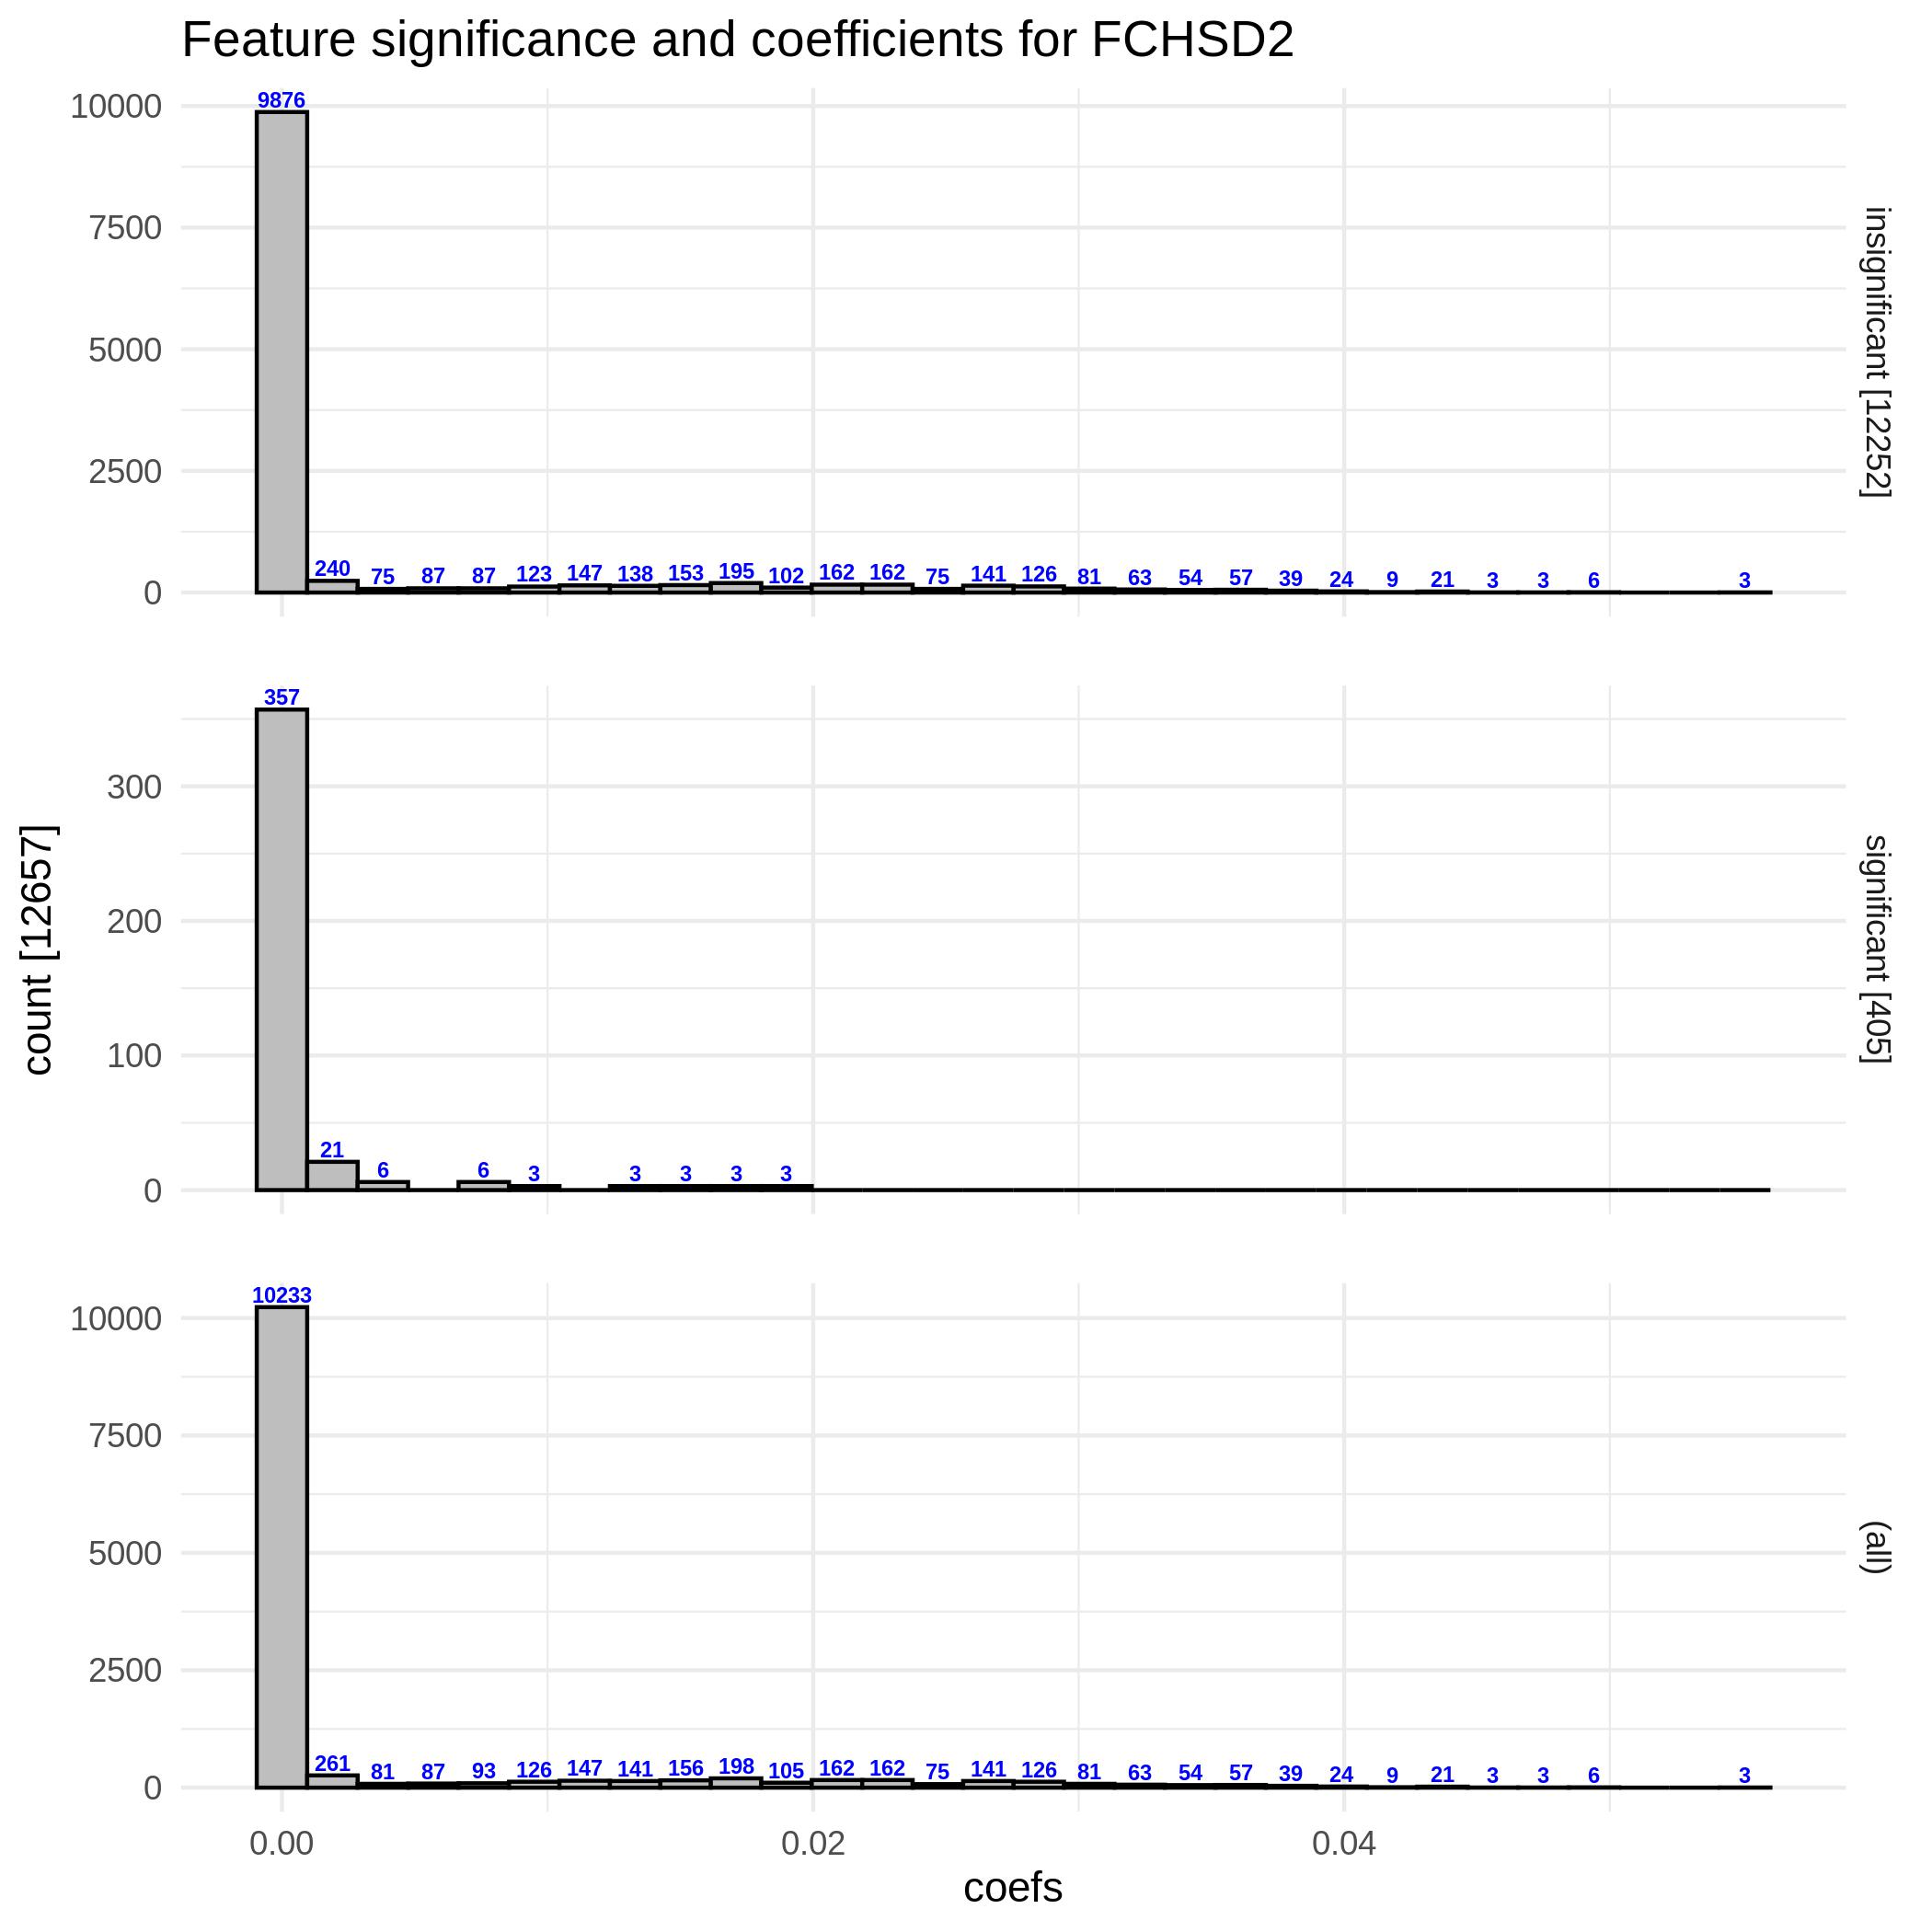 Feature significance and coefficients for FCHSD2
count [12657]
10000
7500
5000
2500
0
9876
240 75 87 87 123 147 138 153 195 102 162 162 75 141 126 81 63 54 57 39 24 9 21 3 3 6 3
insignificant [12252]
300
200
100
0
357
21 6 6 3 3 3 3 3
significant [405]
10000
7500
5000
2500
0
10233
261 81 87 93 126 147 141 156 198 105 162 162 75 141 126 81 63 54 57 39 24 9 21 3 3 6 3
(all)
0.00 0.02 0.04
coefs